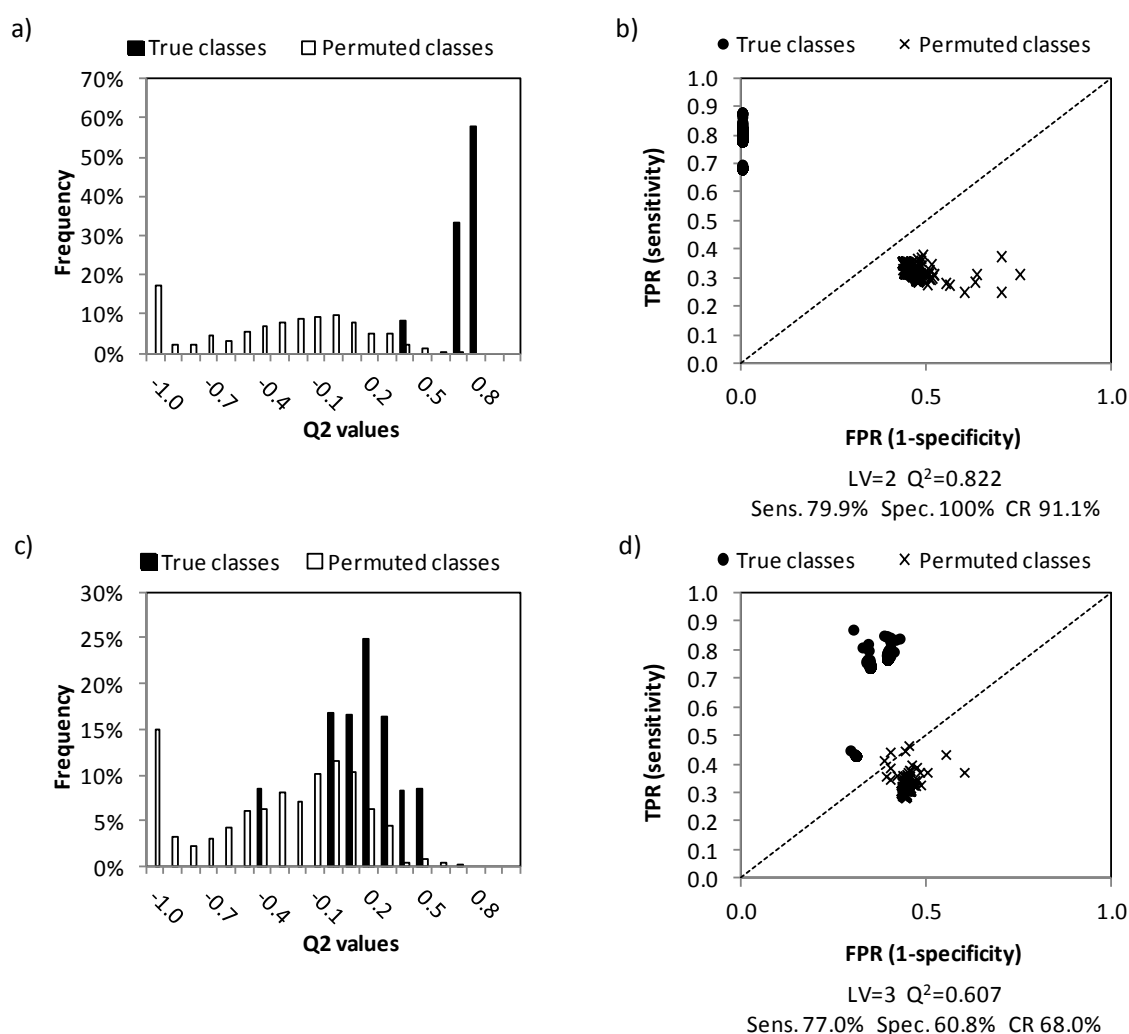 a)
True classes Permuted classes
70%
60%
50%
40%
30%
20%
10%
0%
Frequency
-1.0 -0.7 -0.4 -0.1 0.2 0.5 0.8
Q2 values
b)
True classes Permuted classes
1.0
0.9
0.8
0.7
0.6
0.5
0.4
0.3
0.2
0.1
0.0
TPR (sensitivity)
0.0 0.5 1.0
FPR (1-specificity)
LV=2 Q²=0.822
Sens. 79.9% Spec. 100% CR 91.1%
c)
True classes Permuted classes
30%
25%
20%
15%
10%
5%
0%
Frequency
-1.0 -0.7 -0.4 -0.1 0.2 0.5 0.8
Q2 values
d)
True classes Permuted classes
1.0
0.9
0.8
0.7
0.6
0.5
0.4
0.3
0.2
0.1
0.0
TPR (sensitivity)
0.0 0.5 1.0
FPR (1-specificity)
LV=3 Q²=0.607
Sens. 77.0% Spec. 60.8% CR 68.0%